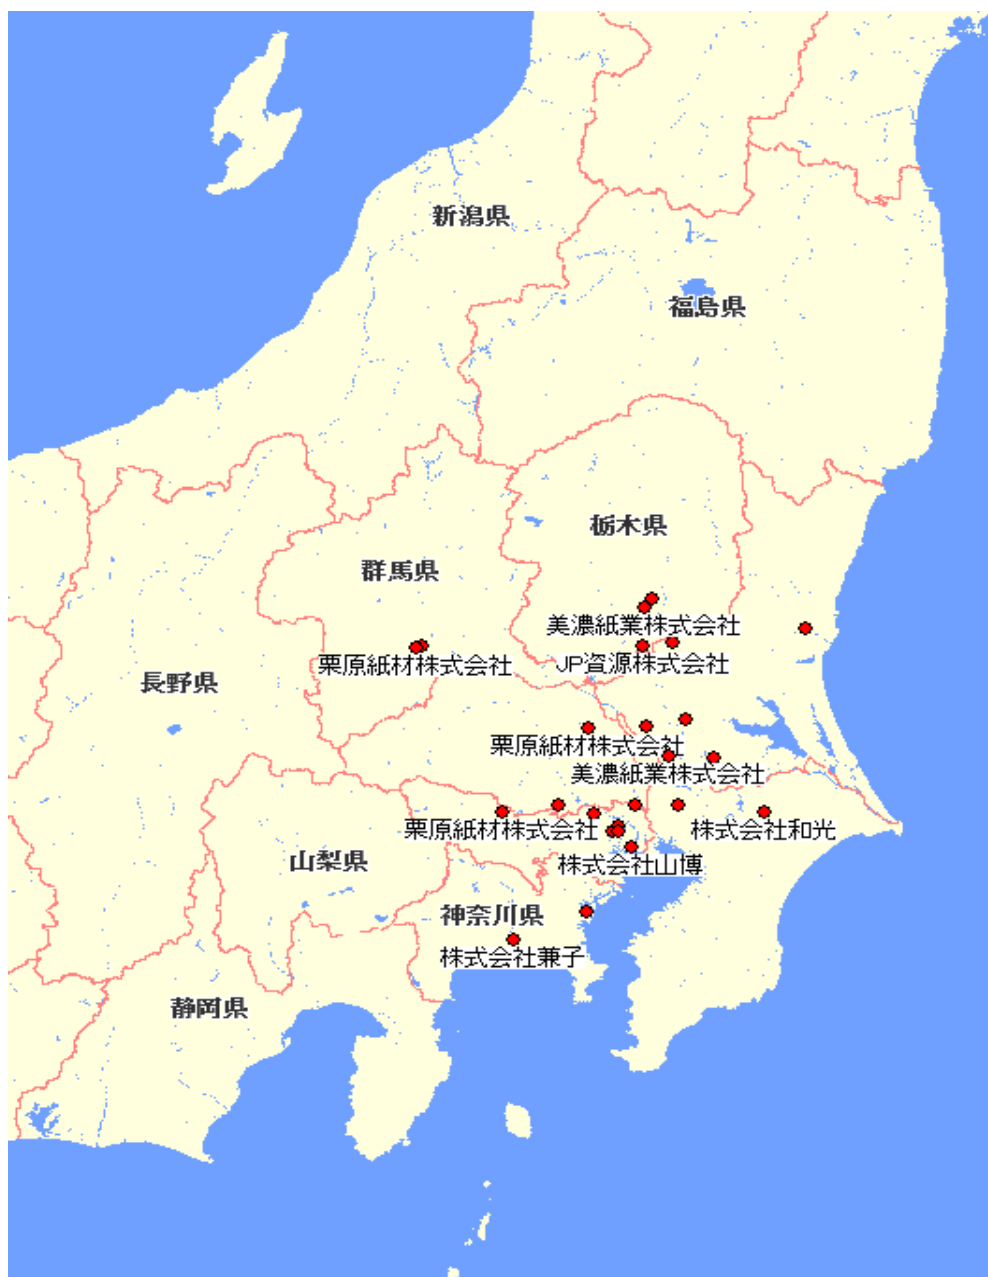 新潟県
福島県
栃木県
群馬県
美濃紙業株式会社
栗原紙材株式会社
JP資源株式会社
長野県
栗原紙材株式会社
美濃紙業株式会社
栗原紙材株式会社
株式会社和光
山梨県
株式会社山博
神奈川県
株式会社兼子
静岡県